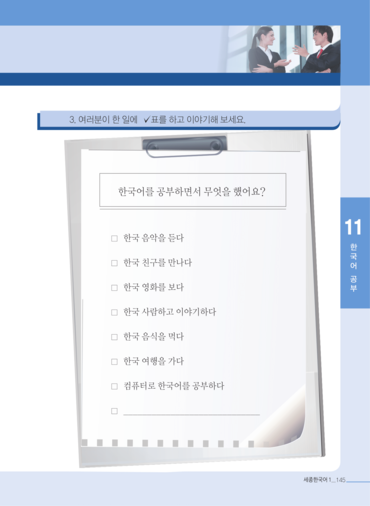 3. 여러분이 한 일에 ✓표를 하고 이야기해 보세요.
한국어를 공부하면서 무엇을 했어요?
□ 한국 음악을 듣다
□ 한국 친구를 만나다
□ 한국 영화를 보다
□ 한국 사람하고 이야기하다
□ 한국 음식을 먹다
□ 한국 여행을 가다
□ 컴퓨터로 한국어를 공부하다
□
11
한국어 공부
세종한국어 1 _ 145